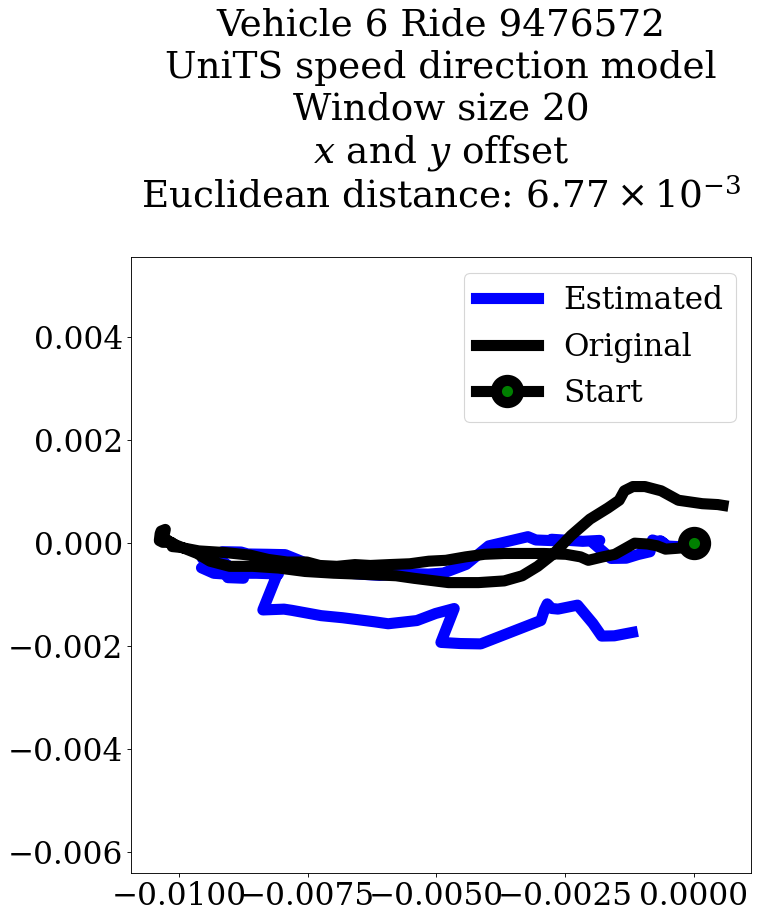 Vehicle 6 Ride 9476572
UniTS speed direction model
Window size 20
x and y offset
Euclidean distance: 6.77 × 10⁻³
Estimated
Original
Start
0.004
0.002
0.000
−0.002
−0.004
−0.006
−0.0100 −0.0075 −0.0050 −0.0025 0.0000